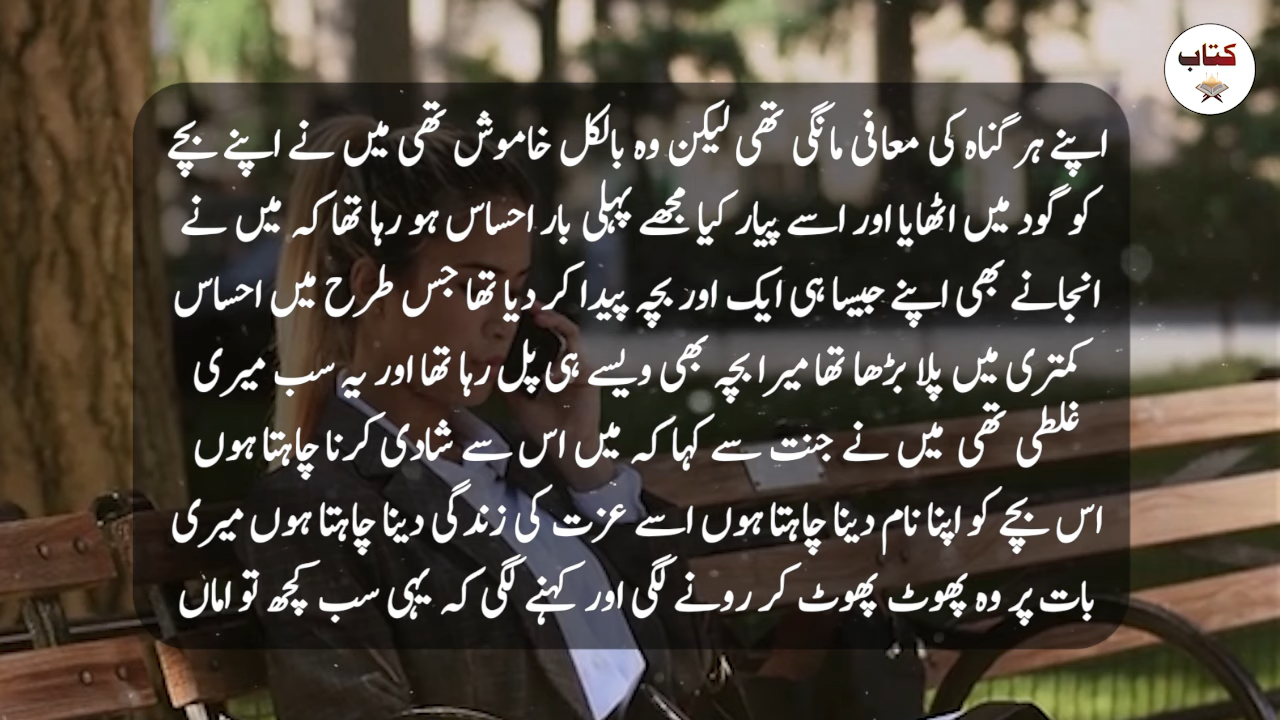 کتاب
اپنے ہر گناہ کی معافی مانگی تھی لیکن وہ بالکل خاموش تھی میں نے اپنے بچے
کو گود میں اٹھایا اور اسے پیار کیا مجھے پہلی بار احساس ہو رہا تھا کہ میں نے
انجانے بھی اپنے جیسا ہی ایک اور بچہ پیدا کر دیا تھا جس طرح میں احساس
کمتری میں پلا بڑھا تھا میرا بچہ بھی ویسے ہی پل رہا تھا اور یہ سب میری
غلطی تھی میں نے جنت سے کہا کہ میں اس سے شادی کرنا چاہتا ہوں
اس بچے کو اپنا نام دینا چاہتا ہوں اسے عزت کی زندگی دینا چاہتا ہوں میری
بات پر وہ پھوٹ پھوٹ کر رونے لگی اور کہنے لگی کہ یہی سب کچھ تو اماں